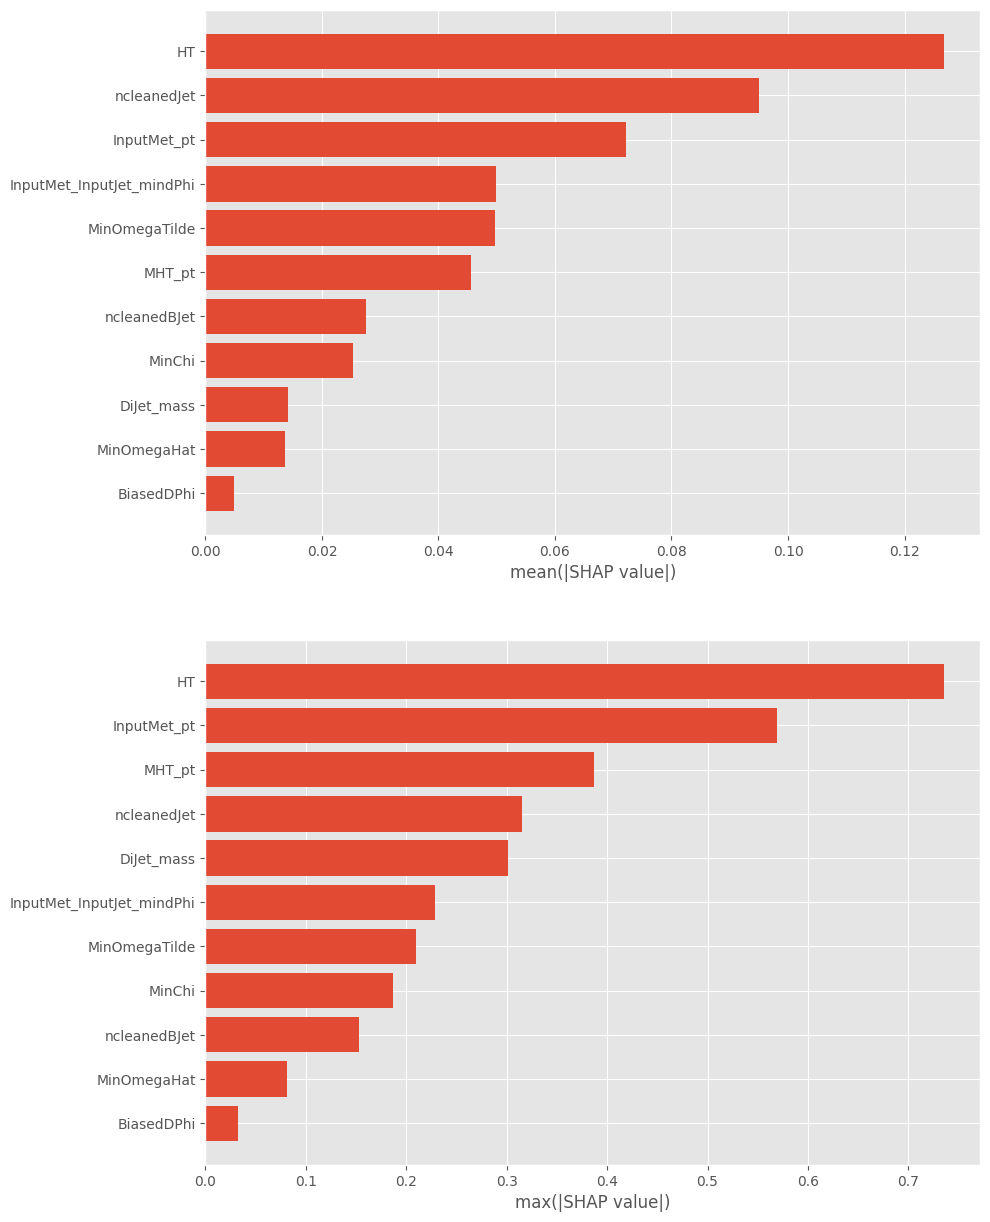 HT
ncleanedJet
InputMet_pt
InputMet_InputJet_mindPhi
MinOmegaTilde
MHT_pt
ncleanedBJet
MinChi
DiJet_mass
MinOmegaHat
BiasedDPhi
0.00 0.02 0.04 0.06 0.08 0.10 0.12
mean(|SHAP value|)
HT
InputMet_pt
MHT_pt
ncleanedJet
DiJet_mass
InputMet_InputJet_mindPhi
MinOmegaTilde
MinChi
ncleanedBJet
MinOmegaHat
BiasedDPhi
0.0 0.1 0.2 0.3 0.4 0.5 0.6 0.7
max(|SHAP value|)